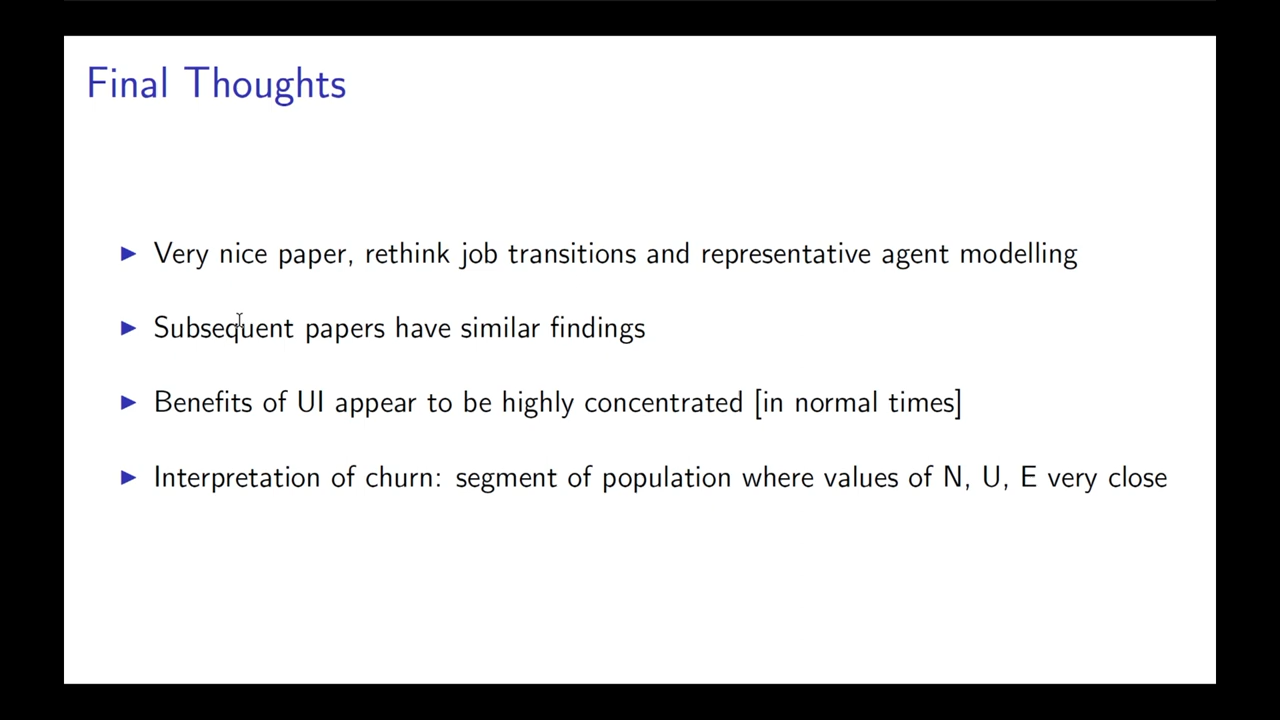 Final Thoughts
▶ Very nice paper, rethink job transitions and representative agent modelling
▶ Subsequent papers have similar findings
▶ Benefits of UI appear to be highly concentrated [in normal times]
▶ Interpretation of churn: segment of population where values of N, U, E very close